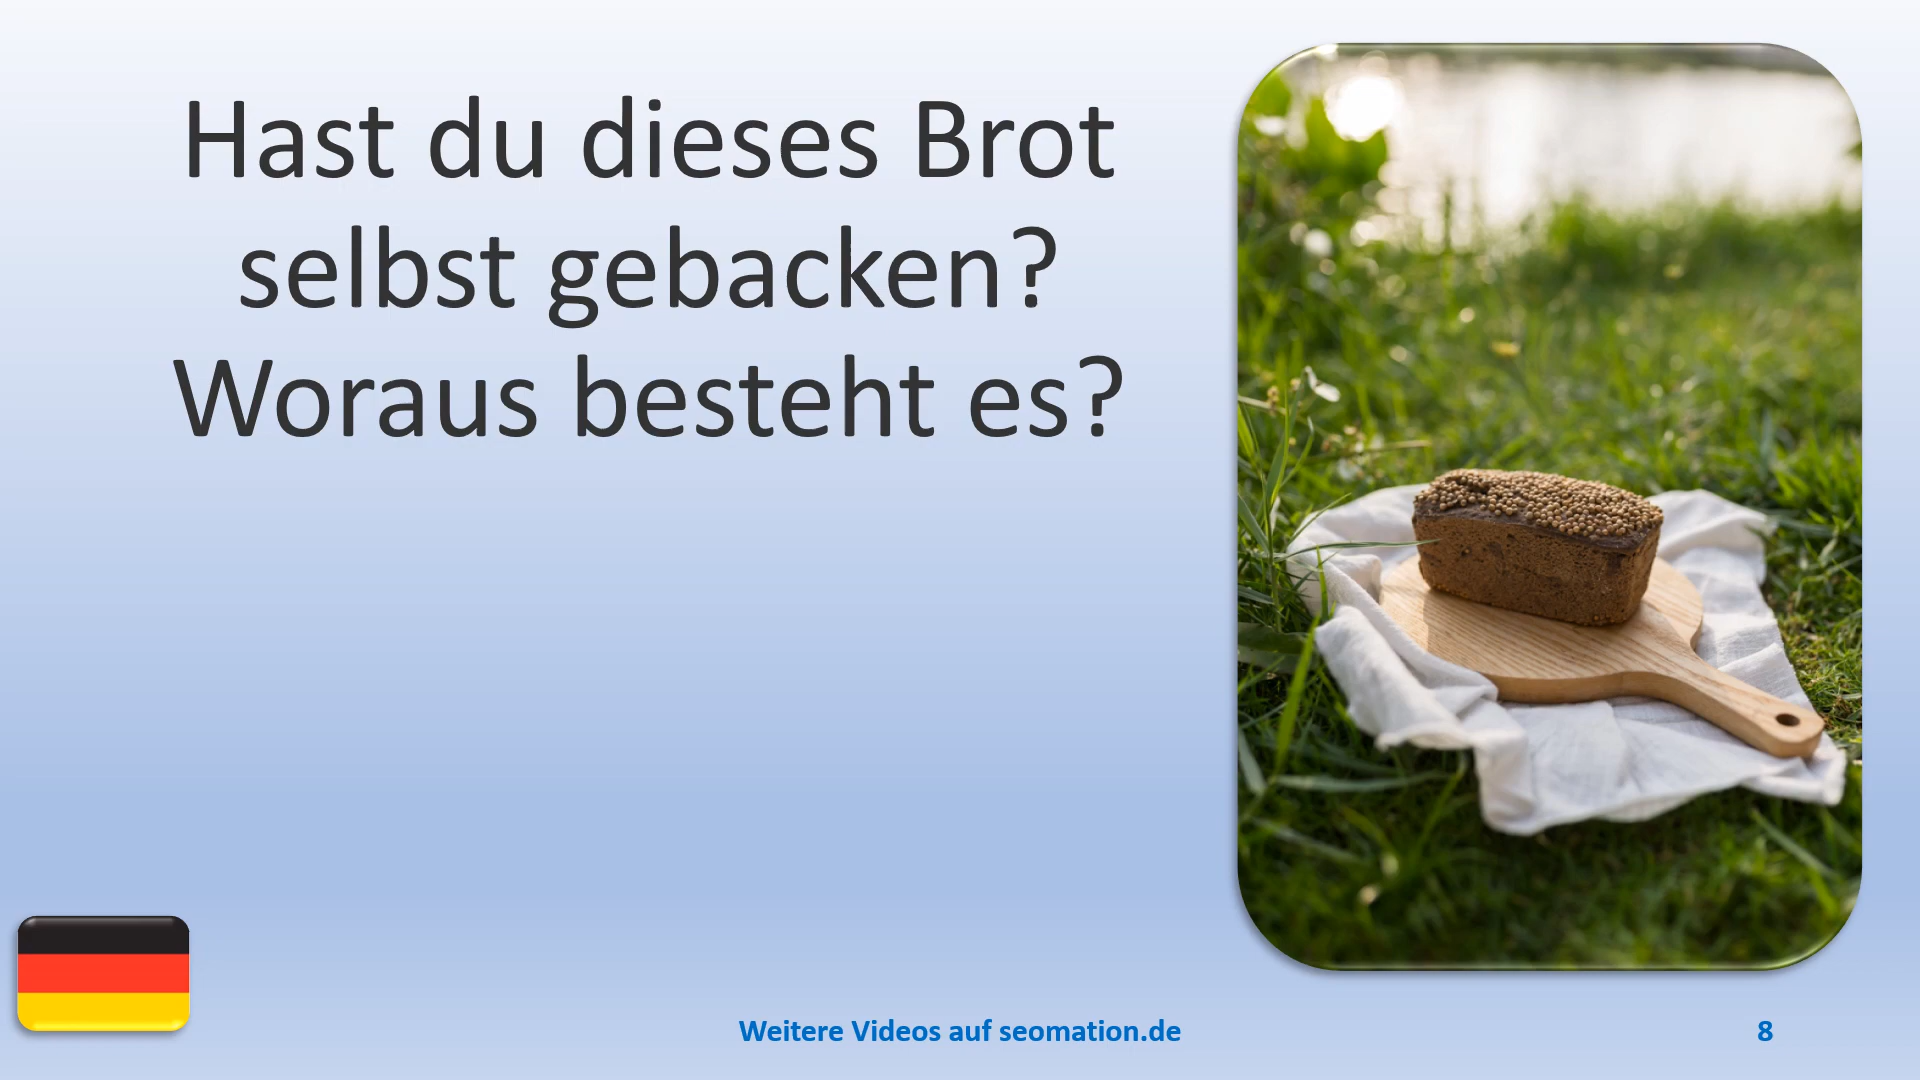 Hast du dieses Brot
selbst gebacken?
Woraus besteht es?
Weitere Videos auf seomation.de
8